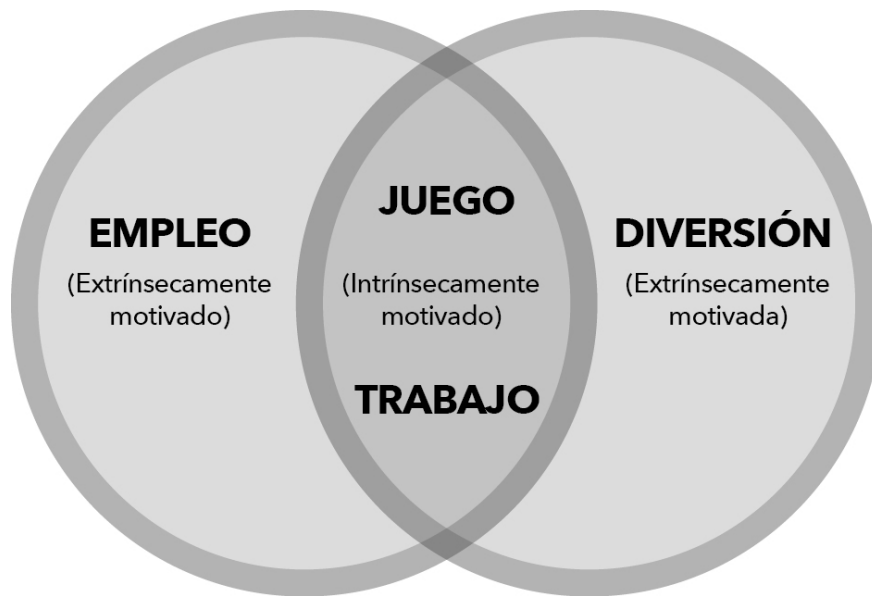 EMPLEO
(Extrínsecamente
motivado)
JUEGO
(Intrínsecamente
motivado)
TRABAJO
DIVERSIÓN
(Extrínsecamente
motivada)